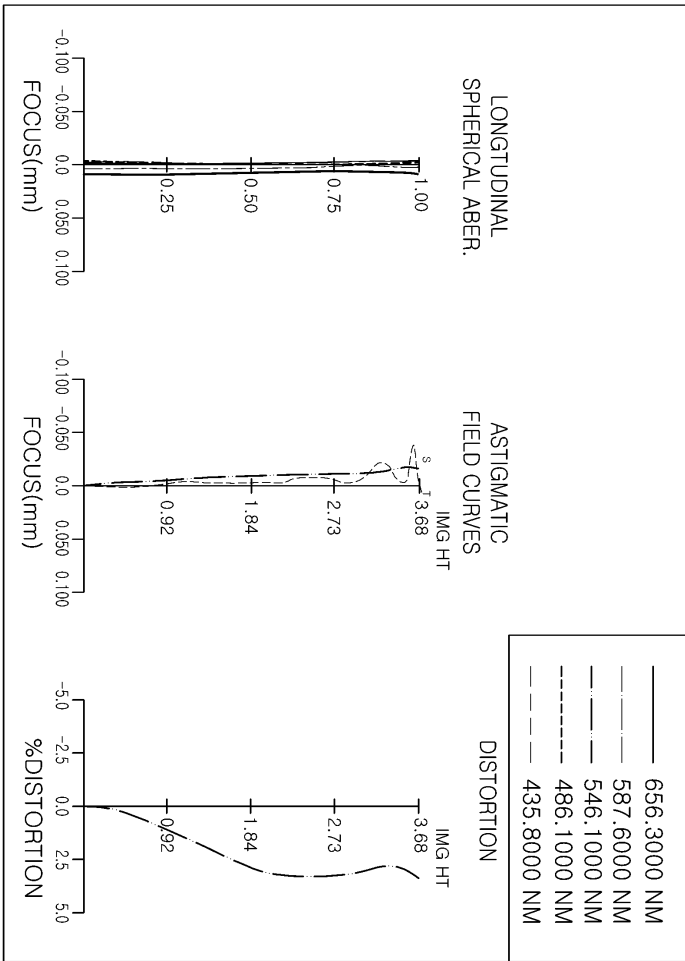 656.3000 NM
587.6000 NM
546.1000 NM
486.1000 NM
435.8000 NM
LONGTUDINAL
SPHERICAL ABER.
1.00
0.75
0.50
0.25
-0.100
-0.050
0.0
0.050
0.100
FOCUS(mm)
ASTIGMATIC
FIELD CURVES
IMG HT
S
T
3.68
2.73
1.84
0.92
-0.100
-0.050
0.0
0.050
0.100
FOCUS(mm)
DISTORTION
IMG HT
3.68
2.73
1.84
0.92
-5.0
-2.5
0.0
2.5
5.0
%DISTORTION